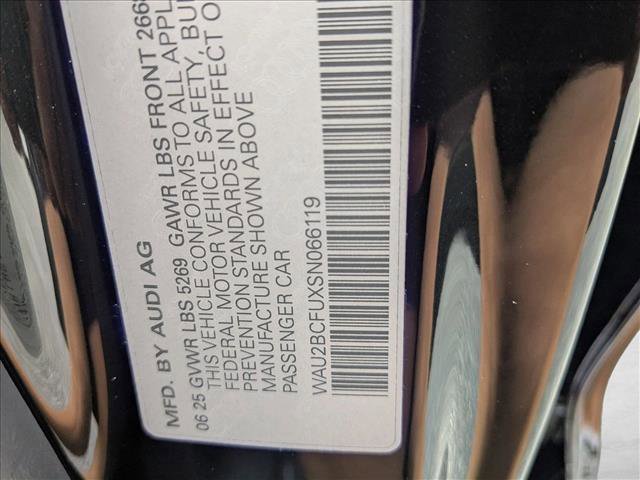 MFD. BY AUDI AG
06 25 GVWR LBS 5269 GAWR LBS FRONT 266
THIS VEHICLE CONFORMS TO ALL APPL
FEDERAL MOTOR VEHICLE SAFETY, BU
PREVENTION STANDARDS IN EFFECT O
MANUFACTURE SHOWN ABOVE
PASSENGER CAR
WAU2BCFUXSN066119